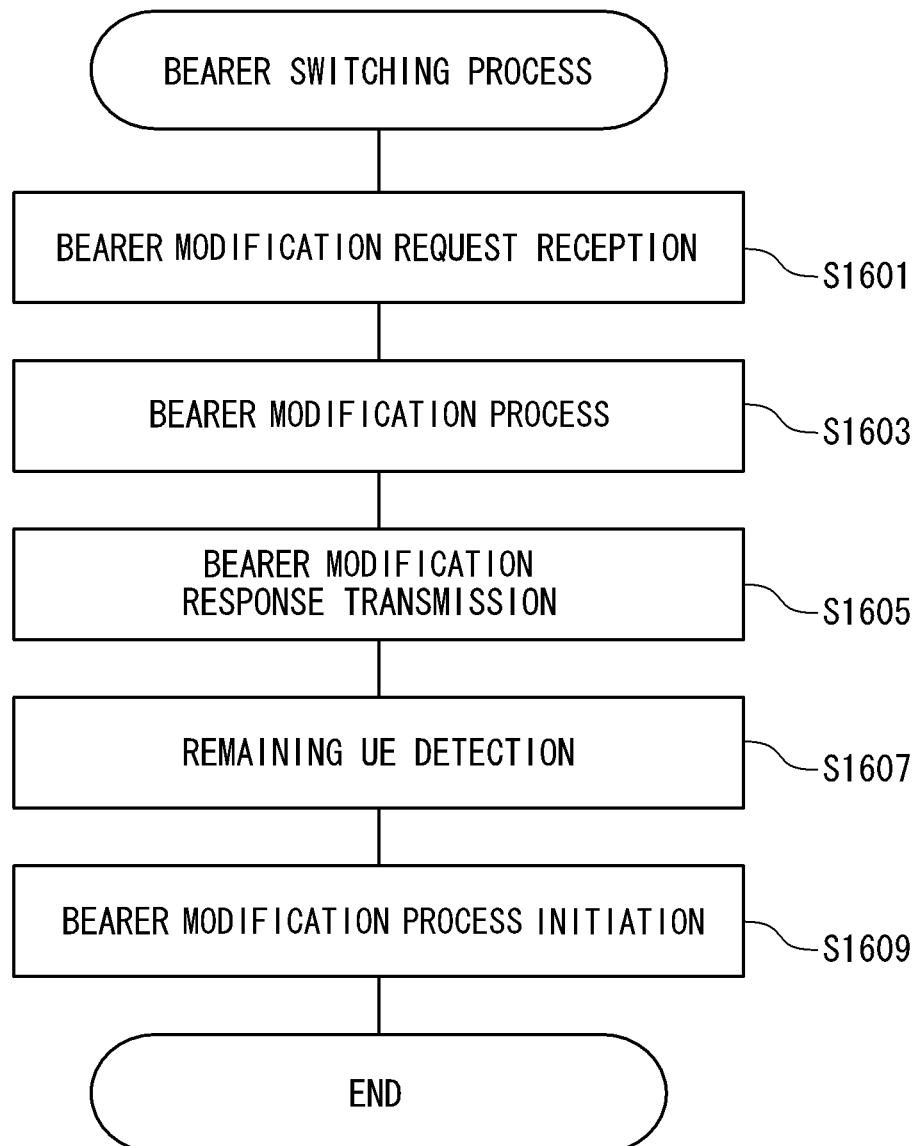 BEARER SWITCHING PROCESS
BEARER MODIFICATION REQUEST RECEPTION
S1601
BEARER MODIFICATION PROCESS
S1603
BEARER MODIFICATION
RESPONSE TRANSMISSION
S1605
REMAINING UE DETECTION
S1607
BEARER MODIFICATION PROCESS INITIATION
S1609
END